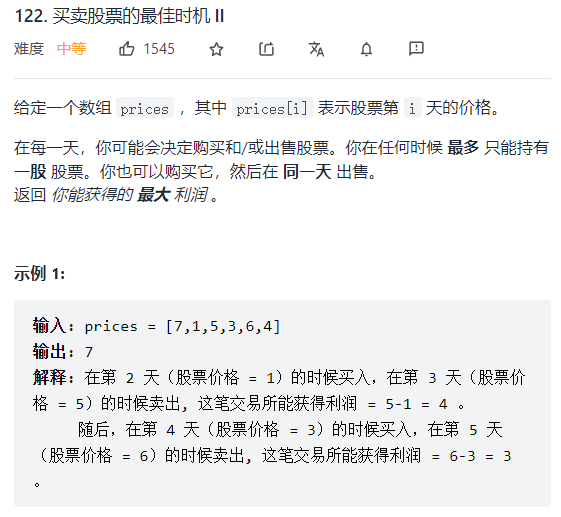 122. 买卖股票的最佳时机 II
难度 中等 1545
给定一个数组 prices ，其中 prices[i] 表示股票第 i 天的价格。
在每一天，你可能会决定购买和/或出售股票。你在任何时候 最多 只能持有
一股 股票。你也可以购买它，然后在 同一天 出售。
返回 你能获得的 最大 利润 。
示例 1:
输入: prices = [7,1,5,3,6,4]
输出: 7
解释: 在第 2 天（股票价格 = 1）的时候买入，在第 3 天（股票价
格 = 5）的时候卖出, 这笔交易所能获得利润 = 5-1 = 4 。
随后，在第 4 天（股票价格 = 3）的时候买入，在第 5 天
（股票价格 = 6）的时候卖出, 这笔交易所能获得利润 = 6-3 = 3
。